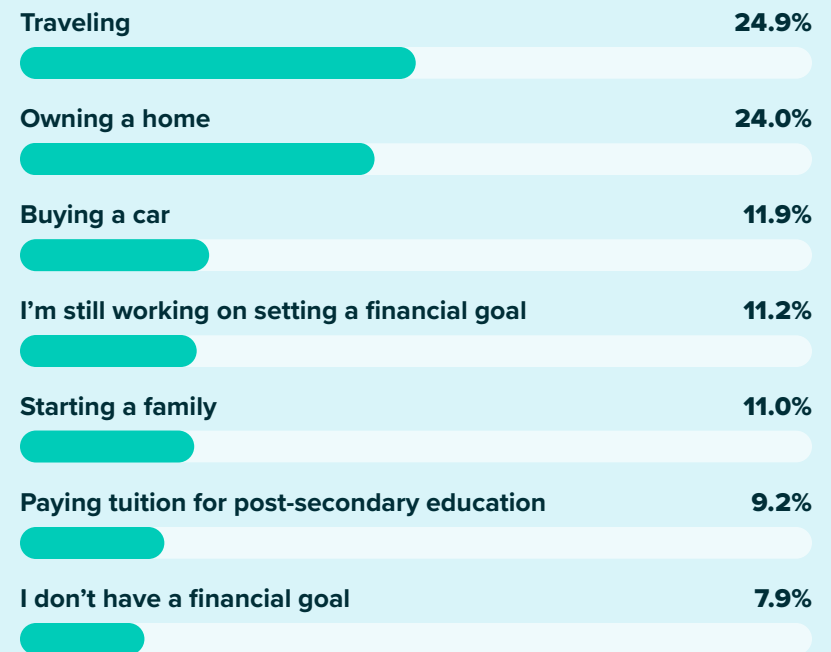 Traveling 24.9%
Owning a home 24.0%
Buying a car 11.9%
I’m still working on setting a financial goal 11.2%
Starting a family 11.0%
Paying tuition for post-secondary education 9.2%
I don’t have a financial goal 7.9%